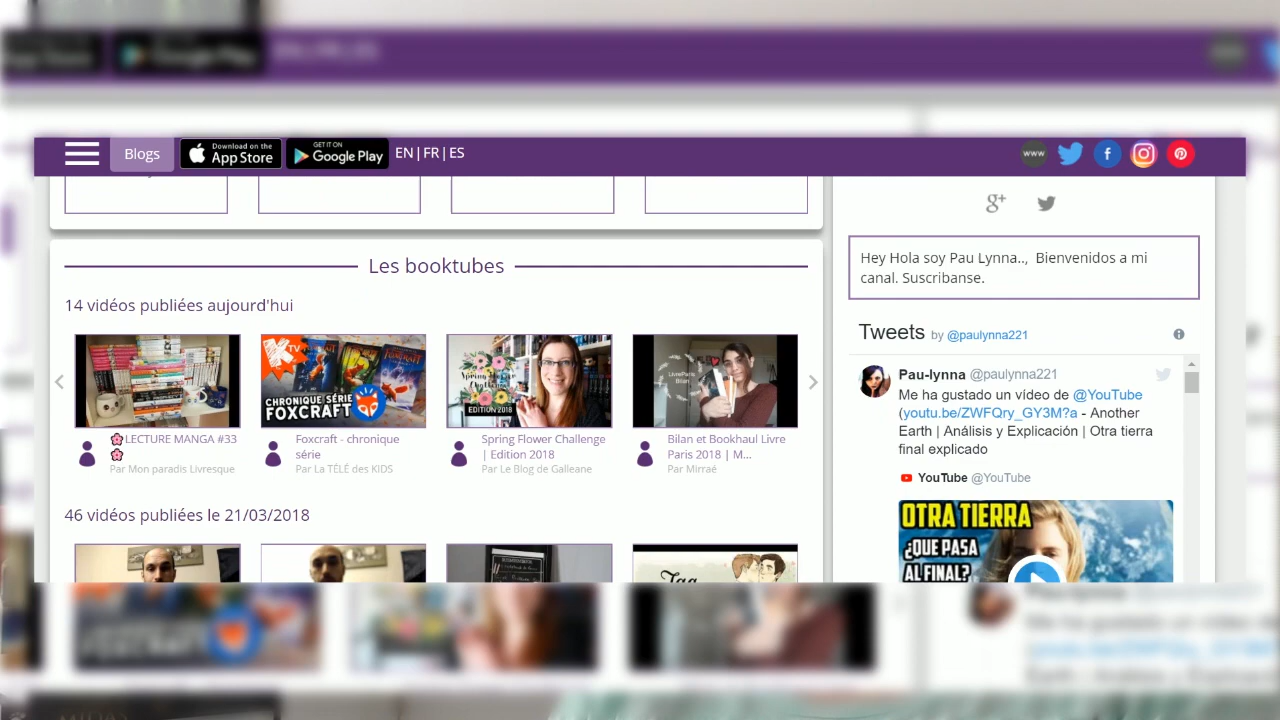 Blogs
Download on the
App Store
GET IT ON
Google Play
EN | FR | ES
www
g+
Les booktubes
14 vidéos publiées aujourd'hui
TV
CHRONIQUE SÉRIE
FOXCRAFT
EDITION 2018
LivreParis
Bilan
🌸LECTURE MANGA #33
🌸
Par Mon paradis Livresque
Foxcraft - chronique
série
Par La TÉLÉ des KIDS
Spring Flower Challenge
| Edition 2018
Par Le Blog de Galleane
Bilan et Bookhaul Livre
Paris 2018 | M...
Par Mirraé
46 vidéos publiées le 21/03/2018
Tag
Hey Hola soy Pau Lynna.., Bienvenidos a mi
canal. Suscribanse.
Tweets by @paulynna221
Pau-lynna @paulynna221
Me ha gustado un vídeo de @YouTube
(youtu.be/ZWFQry_GY3M?a - Another
Earth | Análisis y Explicación | Otra tierra
final explicado
YouTube @YouTube
OTRA TIERRA
¿QUE PASA
AL FINAL?